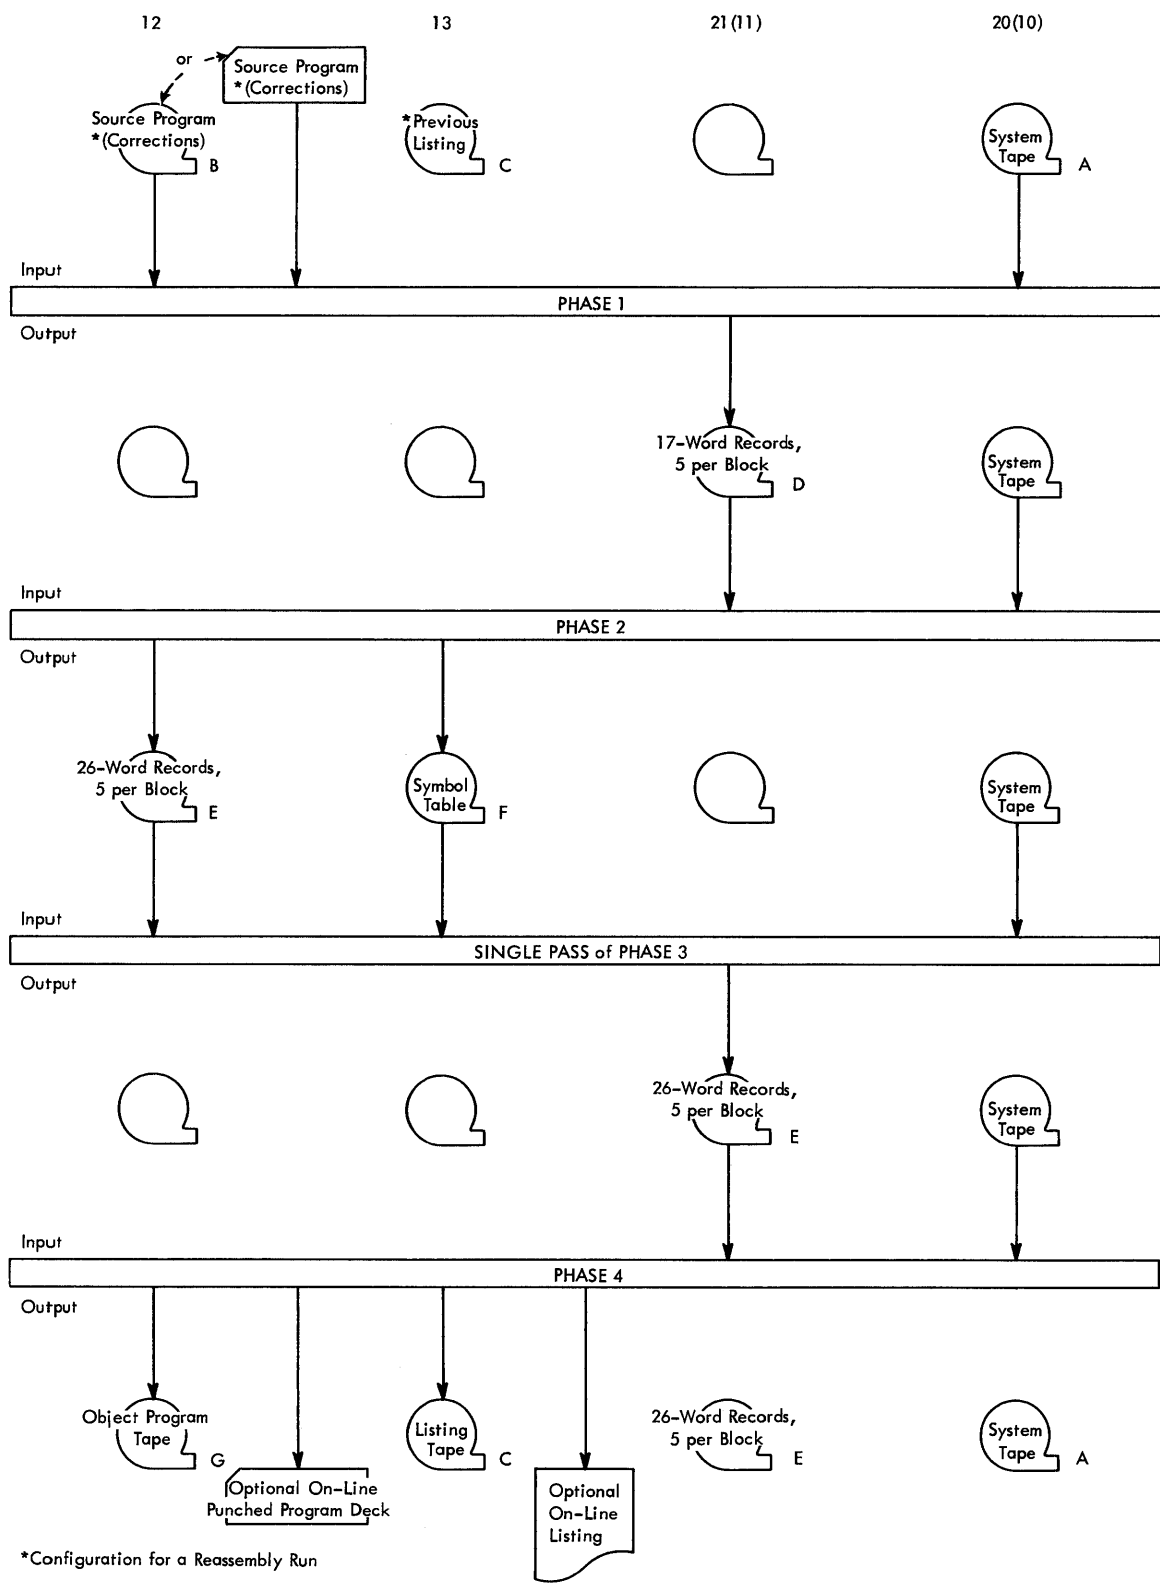 12
13
21(11)
20(10)
or
Source Program
*(Corrections)
Source Program
*(Corrections)
B
*Previous
Listing
C
System
Tape
A
Input
PHASE 1
Output
17-Word Records,
5 per Block
D
System
Tape
Input
PHASE 2
Output
26-Word Records,
5 per Block
E
Symbol
Table
F
System
Tape
Input
SINGLE PASS of PHASE 3
Output
26-Word Records,
5 per Block
E
System
Tape
Input
PHASE 4
Output
Object Program
Tape
G
Optional On-Line
Punched Program Deck
Listing
Tape
C
Optional
On-Line
Listing
26-Word Records,
5 per Block
E
System
Tape
A
*Configuration for a Reassembly Run